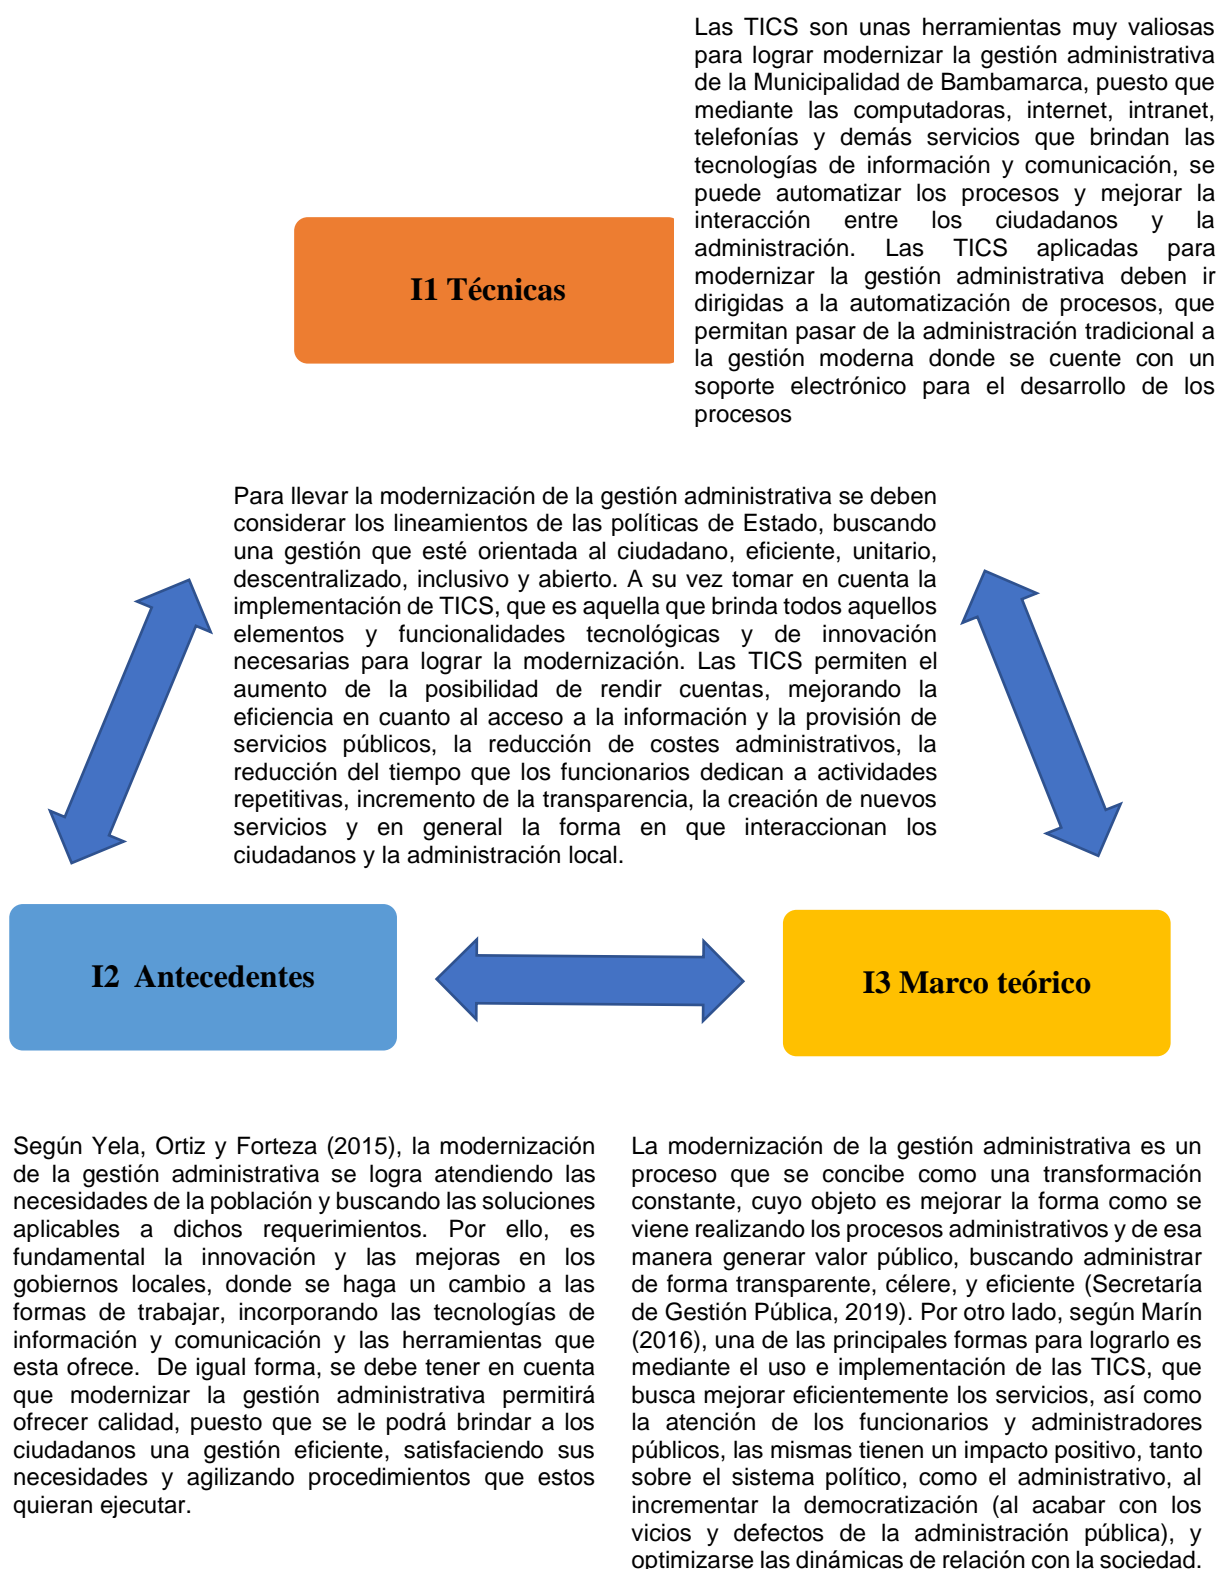 Las TICS son unas herramientas muy valiosas
para lograr modernizar la gestión administrativa
de la Municipalidad de Bambamarca, puesto que
mediante las computadoras, internet, intranet,
telefonías y demás servicios que brindan las
tecnologías de información y comunicación, se
puede automatizar los procesos y mejorar la
interacción entre los ciudadanos y la
administración. Las TICS aplicadas para
modernizar la gestión administrativa deben ir
dirigidas a la automatización de procesos, que
permitan pasar de la administración tradicional a
la gestión moderna donde se cuente con un
soporte electrónico para el desarrollo de los
procesos
I1 Técnicas
Para llevar la modernización de la gestión administrativa se deben
considerar los lineamientos de las políticas de Estado, buscando
una gestión que esté orientada al ciudadano, eficiente, unitario,
descentralizado, inclusivo y abierto. A su vez tomar en cuenta la
implementación de TICS, que es aquella que brinda todos aquellos
elementos y funcionalidades tecnológicas y de innovación
necesarias para lograr la modernización. Las TICS permiten el
aumento de la posibilidad de rendir cuentas, mejorando la
eficiencia en cuanto al acceso a la información y la provisión de
servicios públicos, la reducción de costes administrativos, la
reducción del tiempo que los funcionarios dedican a actividades
repetitivas, incremento de la transparencia, la creación de nuevos
servicios y en general la forma en que interaccionan los
ciudadanos y la administración local.
I2 Antecedentes
I3 Marco teórico
Según Yela, Ortiz y Forteza (2015), la modernización
de la gestión administrativa se logra atendiendo las
necesidades de la población y buscando las soluciones
aplicables a dichos requerimientos. Por ello, es
fundamental la innovación y las mejoras en los
gobiernos locales, donde se haga un cambio a las
formas de trabajar, incorporando las tecnologías de
información y comunicación y las herramientas que
esta ofrece. De igual forma, se debe tener en cuenta
que modernizar la gestión administrativa permitirá
ofrecer calidad, puesto que se le podrá brindar a los
ciudadanos una gestión eficiente, satisfaciendo sus
necesidades y agilizando procedimientos que estos
quieran ejecutar.
La modernización de la gestión administrativa es un
proceso que se concibe como una transformación
constante, cuyo objeto es mejorar la forma como se
viene realizando los procesos administrativos y de esa
manera generar valor público, buscando administrar
de forma transparente, célere, y eficiente (Secretaría
de Gestión Pública, 2019). Por otro lado, según Marín
(2016), una de las principales formas para lograrlo es
mediante el uso e implementación de las TICS, que
busca mejorar eficientemente los servicios, así como
la atención de los funcionarios y administradores
públicos, las mismas tienen un impacto positivo, tanto
sobre el sistema político, como el administrativo, al
incrementar la democratización (al acabar con los
vicios y defectos de la administración pública), y
optimizarse las dinámicas de relación con la sociedad.